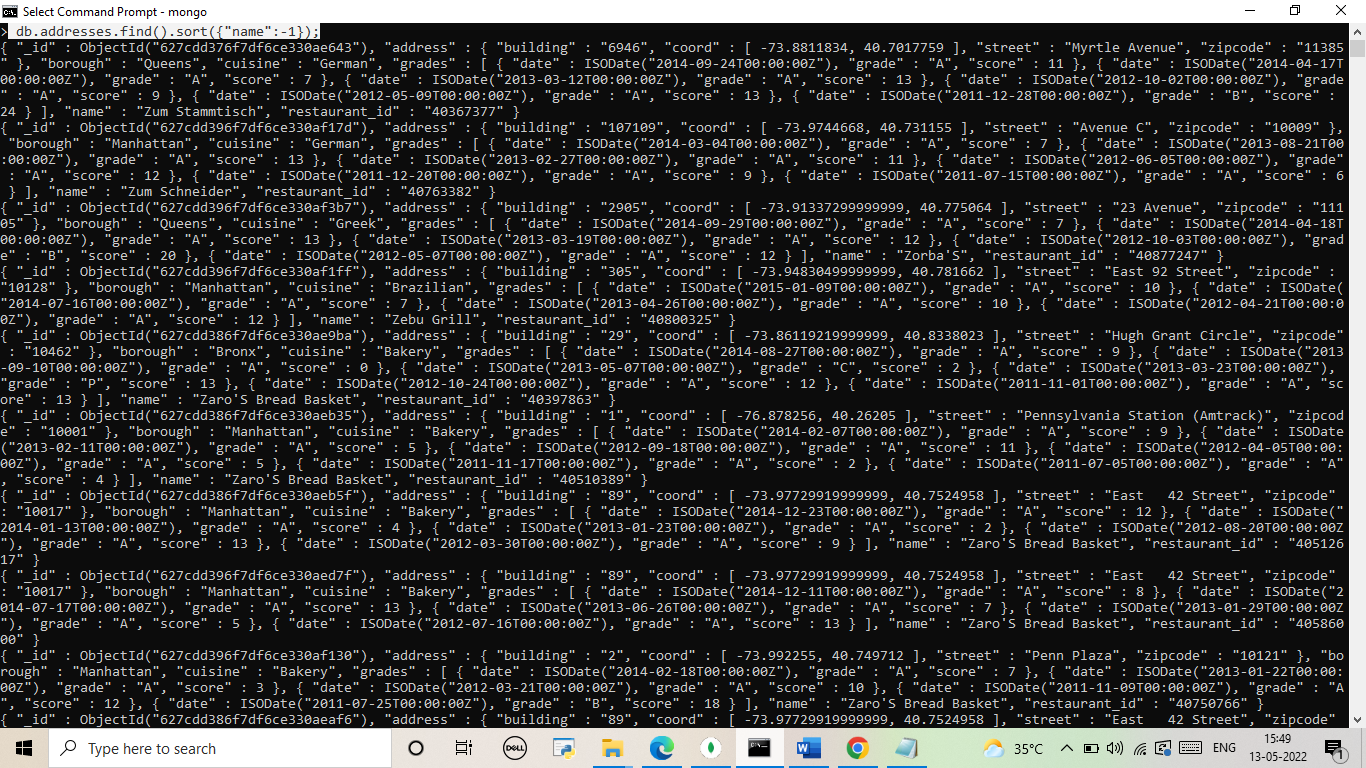 Select Command Prompt - mongo
> db.addresses.find().sort({"name":-1});
{ "_id" : ObjectId("627cdd376f7df6ce330ae643"), "address" : { "building" : "6946", "coord" : [ -73.8811834, 40.7017759 ], "street" : "Myrtle Avenue", "zipcode" : "11385
" }, "borough" : "Queens", "cuisine" : "German", "grades" : [ { "date" : ISODate("2014-09-24T00:00:00Z"), "grade" : "A", "score" : 11 }, { "date" : ISODate("2014-04-17T
00:00:00Z"), "grade" : "A", "score" : 7 }, { "date" : ISODate("2013-03-12T00:00:00Z"), "grade" : "A", "score" : 13 }, { "date" : ISODate("2012-10-02T00:00:00Z"), "grade
" : "A", "score" : 9 }, { "date" : ISODate("2012-05-09T00:00:00Z"), "grade" : "A", "score" : 13 }, { "date" : ISODate("2011-12-28T00:00:00Z"), "grade" : "B", "score" :
24 } ], "name" : "Zum Stammtisch", "restaurant_id" : "40367377" }
{ "_id" : ObjectId("627cdd396f7df6ce330af17d"), "address" : { "building" : "107109", "coord" : [ -73.9744668, 40.731155 ], "street" : "Avenue C", "zipcode" : "10009" },
"borough" : "Manhattan", "cuisine" : "German", "grades" : [ { "date" : ISODate("2014-03-04T00:00:00Z"), "grade" : "A", "score" : 7 }, { "date" : ISODate("2013-08-21T00
:00:00Z"), "grade" : "A", "score" : 13 }, { "date" : ISODate("2013-02-27T00:00:00Z"), "grade" : "A", "score" : 11 }, { "date" : ISODate("2012-06-05T00:00:00Z"), "grade"
: "A", "score" : 12 }, { "date" : ISODate("2011-12-20T00:00:00Z"), "grade" : "A", "score" : 9 }, { "date" : ISODate("2011-07-15T00:00:00Z"), "grade" : "A", "score" : 6
} ], "name" : "Zum Schneider", "restaurant_id" : "40763382" }
{ "_id" : ObjectId("627cdd396f7df6ce330af3b7"), "address" : { "building" : "2905", "coord" : [ -73.91337299999999, 40.775064 ], "street" : "23 Avenue", "zipcode" : "111
05" }, "borough" : "Queens", "cuisine" : "Greek", "grades" : [ { "date" : ISODate("2014-09-29T00:00:00Z"), "grade" : "A", "score" : 7 }, { "date" : ISODate("2014-04-18T
00:00:00Z"), "grade" : "A", "score" : 13 }, { "date" : ISODate("2013-03-19T00:00:00Z"), "grade" : "A", "score" : 12 }, { "date" : ISODate("2012-10-03T00:00:00Z"), "grad
e" : "B", "score" : 20 }, { "date" : ISODate("2012-05-07T00:00:00Z"), "grade" : "A", "score" : 12 } ], "name" : "Zorba'S", "restaurant_id" : "40877247" }
{ "_id" : ObjectId("627cdd396f7df6ce330af1ff"), "address" : { "building" : "305", "coord" : [ -73.94830499999999, 40.781662 ], "street" : "East 92 Street", "zipcode" :
"10128" }, "borough" : "Manhattan", "cuisine" : "Brazilian", "grades" : [ { "date" : ISODate("2015-01-09T00:00:00Z"), "grade" : "A", "score" : 10 }, { "date" : ISODate(
"2014-07-16T00:00:00Z"), "grade" : "A", "score" : 7 }, { "date" : ISODate("2013-04-26T00:00:00Z"), "grade" : "A", "score" : 10 }, { "date" : ISODate("2012-04-21T00:00:0
0Z"), "grade" : "A", "score" : 12 } ], "name" : "Zebu Grill", "restaurant_id" : "40800325" }
{ "_id" : ObjectId("627cdd386f7df6ce330ae9ba"), "address" : { "building" : "29", "coord" : [ -73.86119219999999, 40.8338023 ], "street" : "Hugh Grant Circle", "zipcode"
: "10462" }, "borough" : "Bronx", "cuisine" : "Bakery", "grades" : [ { "date" : ISODate("2014-08-27T00:00:00Z"), "grade" : "A", "score" : 9 }, { "date" : ISODate("2013
-09-10T00:00:00Z"), "grade" : "A", "score" : 0 }, { "date" : ISODate("2013-05-07T00:00:00Z"), "grade" : "C", "score" : 2 }, { "date" : ISODate("2013-03-23T00:00:00Z"),
"grade" : "P", "score" : 13 }, { "date" : ISODate("2012-10-24T00:00:00Z"), "grade" : "A", "score" : 12 }, { "date" : ISODate("2011-11-01T00:00:00Z"), "grade" : "A", "sc
ore" : 13 } ], "name" : "Zaro'S Bread Basket", "restaurant_id" : "40397863" }
{ "_id" : ObjectId("627cdd386f7df6ce330aeb35"), "address" : { "building" : "1", "coord" : [ -76.878256, 40.26205 ], "street" : "Pennsylvania Station (Amtrack)", "zipcod
e" : "10001" }, "borough" : "Manhattan", "cuisine" : "Bakery", "grades" : [ { "date" : ISODate("2014-02-07T00:00:00Z"), "grade" : "A", "score" : 9 }, { "date" : ISODate
("2013-02-11T00:00:00Z"), "grade" : "A", "score" : 5 }, { "date" : ISODate("2012-09-18T00:00:00Z"), "grade" : "A", "score" : 11 }, { "date" : ISODate("2012-04-05T00:00:
00Z"), "grade" : "A", "score" : 5 }, { "date" : ISODate("2011-11-17T00:00:00Z"), "grade" : "A", "score" : 2 }, { "date" : ISODate("2011-07-05T00:00:00Z"), "grade" : "A"
, "score" : 4 } ], "name" : "Zaro'S Bread Basket", "restaurant_id" : "40510389" }
{ "_id" : ObjectId("627cdd386f7df6ce330aeb5f"), "address" : { "building" : "89", "coord" : [ -73.97729919999999, 40.7524958 ], "street" : "East   42 Street", "zipcode"
: "10017" }, "borough" : "Manhattan", "cuisine" : "Bakery", "grades" : [ { "date" : ISODate("2014-12-23T00:00:00Z"), "grade" : "A", "score" : 12 }, { "date" : ISODate("
2014-01-13T00:00:00Z"), "grade" : "A", "score" : 4 }, { "date" : ISODate("2013-01-23T00:00:00Z"), "grade" : "A", "score" : 2 }, { "date" : ISODate("2012-08-20T00:00:00Z
"), "grade" : "A", "score" : 13 }, { "date" : ISODate("2012-03-30T00:00:00Z"), "grade" : "A", "score" : 9 } ], "name" : "Zaro'S Bread Basket", "restaurant_id" : "405126
17" }
{ "_id" : ObjectId("627cdd396f7df6ce330aed7f"), "address" : { "building" : "89", "coord" : [ -73.97729919999999, 40.7524958 ], "street" : "East   42 Street", "zipcode"
: "10017" }, "borough" : "Manhattan", "cuisine" : "Bakery", "grades" : [ { "date" : ISODate("2014-12-11T00:00:00Z"), "grade" : "A", "score" : 8 }, { "date" : ISODate("2
014-07-17T00:00:00Z"), "grade" : "A", "score" : 13 }, { "date" : ISODate("2013-06-26T00:00:00Z"), "grade" : "A", "score" : 7 }, { "date" : ISODate("2013-01-29T00:00:00Z
"), "grade" : "A", "score" : 5 }, { "date" : ISODate("2012-07-16T00:00:00Z"), "grade" : "A", "score" : 13 } ], "name" : "Zaro'S Bread Basket", "restaurant_id" : "405860
00" }
{ "_id" : ObjectId("627cdd396f7df6ce330af130"), "address" : { "building" : "2", "coord" : [ -73.992255, 40.749712 ], "street" : "Penn Plaza", "zipcode" : "10121" }, "bo
rough" : "Manhattan", "cuisine" : "Bakery", "grades" : [ { "date" : ISODate("2014-02-18T00:00:00Z"), "grade" : "A", "score" : 7 }, { "date" : ISODate("2013-01-22T00:00:
00Z"), "grade" : "A", "score" : 3 }, { "date" : ISODate("2012-03-21T00:00:00Z"), "grade" : "A", "score" : 10 }, { "date" : ISODate("2011-11-09T00:00:00Z"), "grade" : "A
", "score" : 12 }, { "date" : ISODate("2011-07-25T00:00:00Z"), "grade" : "B", "score" : 18 } ], "name" : "Zaro'S Bread Basket", "restaurant_id" : "40750766" }
{ "_id" : ObjectId("627cdd386f7df6ce330aeaf6"), "address" : { "building" : "89", "coord" : [ -73.97729919999999, 40.7524958 ], "street" : "East   42 Street", "zipcode"
Type here to search
DELL
35°C
ENG
15:49
13-05-2022
1